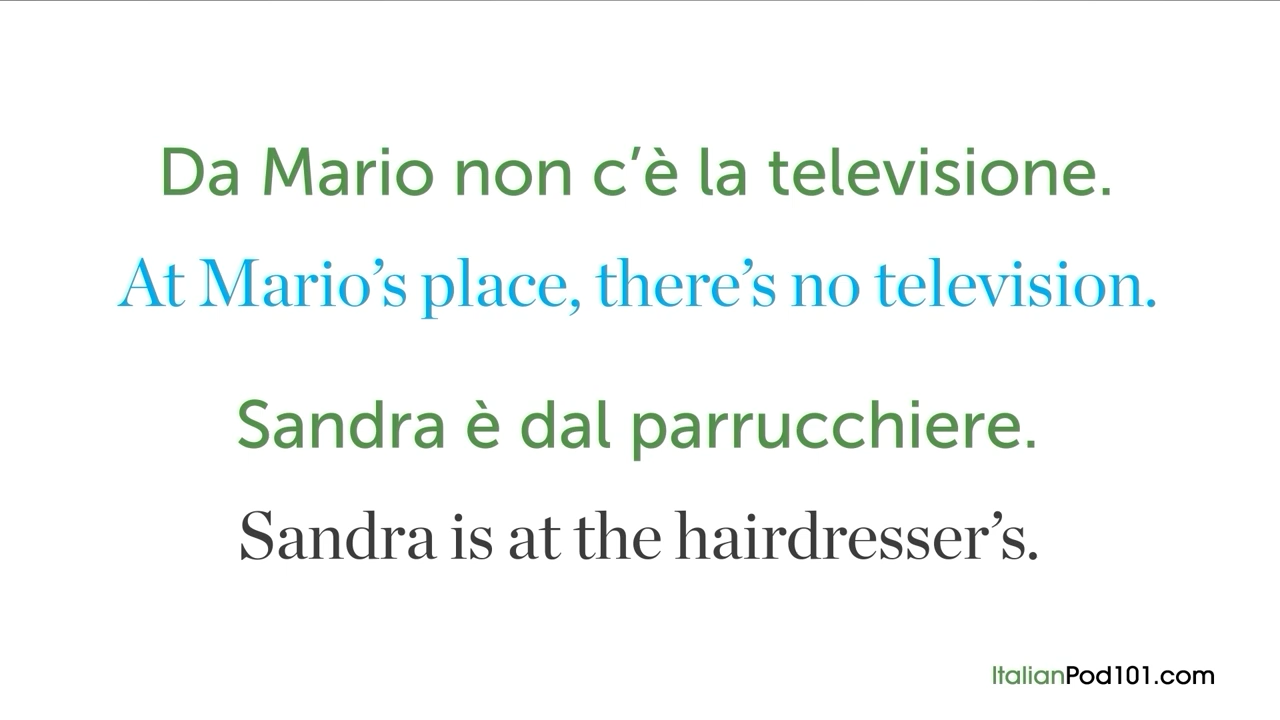 Da Mario non c’è la televisione.
At Mario’s place, there’s no television.
Sandra è dal parrucchiere.
Sandra is at the hairdresser’s.
ItalianPod101.com